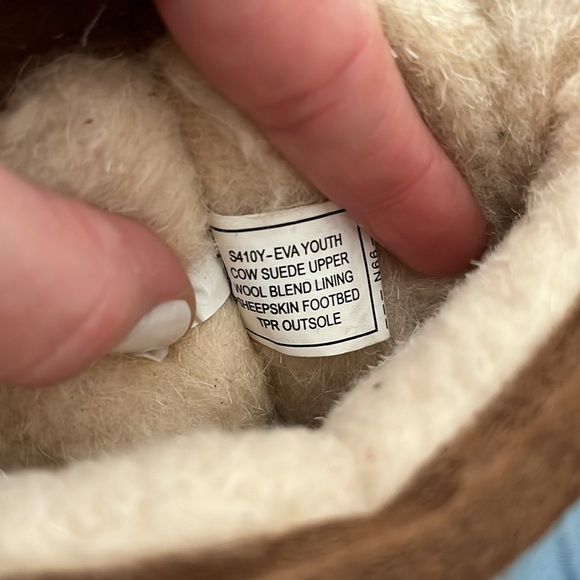 S410Y-EVA YOUTH
COW SUEDE UPPER
WOOL BLEND LINING
SHEEPSKIN FOOTBED
TPR OUTSOLE